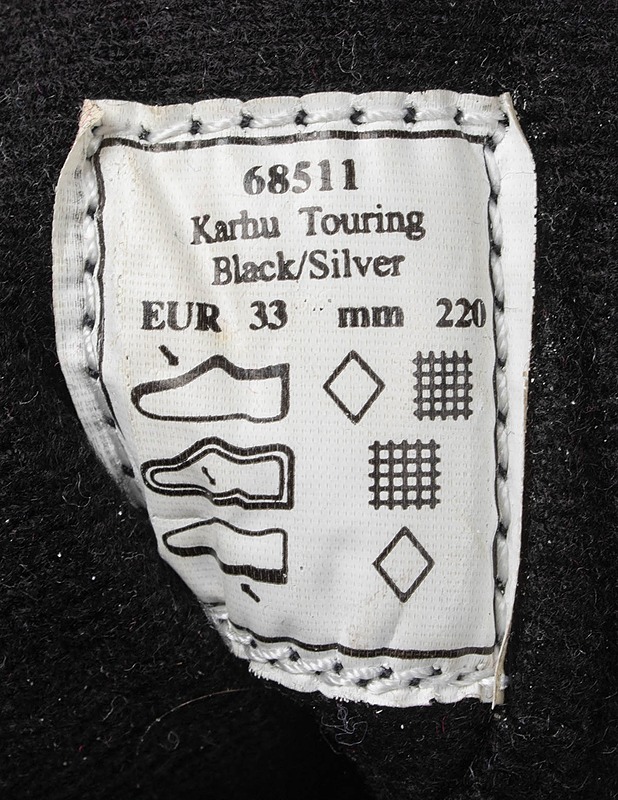 68511
Karhu Touring
Black/Silver
EUR 33 mm 220